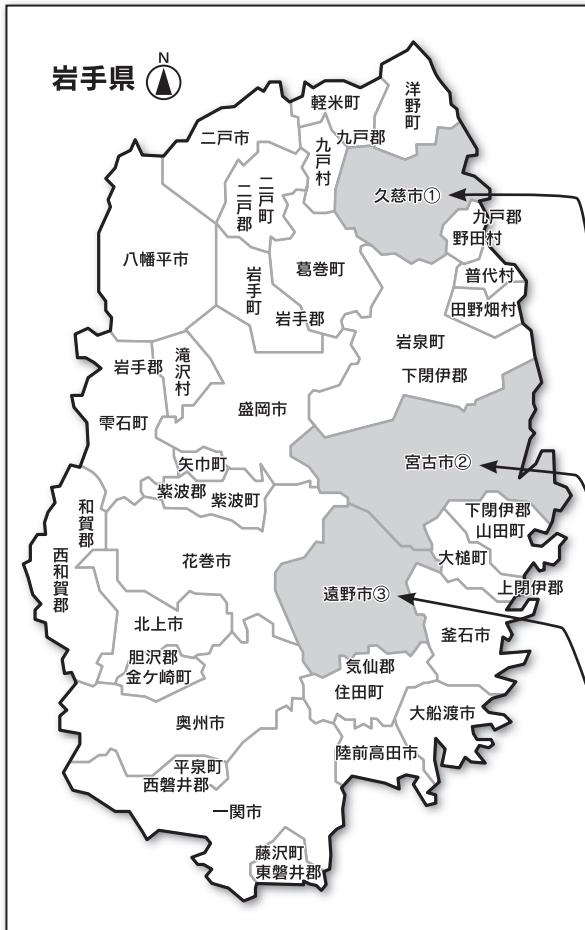 岩手県
N
洋野町
軽米町
九戸郡
二戸市
九戸村
久慈市①
二戸町
二戸郡
九戸郡
野田村
八幡平市
葛巻町
普代村
岩手町
田野畑村
岩手郡
岩泉町
下閉伊郡
岩手郡
滝沢村
盛岡市
雫石町
宮古市②
矢巾町
紫波郡
紫波町
下閉伊郡
山田町
和賀郡
西和賀郡
大槌町
花巻市
上閉伊郡
遠野市③
北上市
釜石市
胆沢郡
金ケ崎町
気仙郡
住田町
奥州市
大船渡市
陸前高田市
平泉町
西磐井郡
一関市
藤沢町
東磐井郡